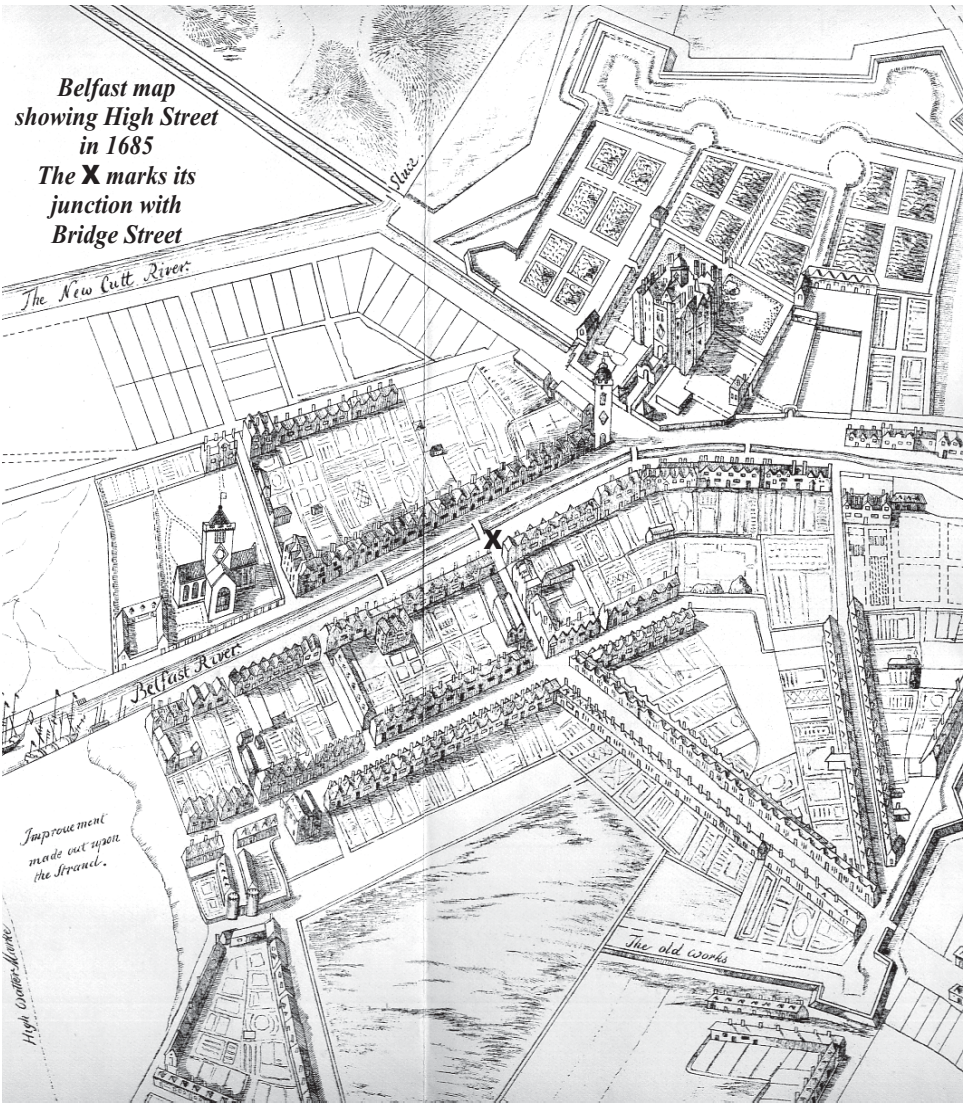 Belfast map
showing High Street
in 1685
The X marks its
junction with
Bridge Street
Sluce.
The New Cutt River.
X
Belfast River
Improvement
made out upon
the Strand.
High Water Marke
The old works